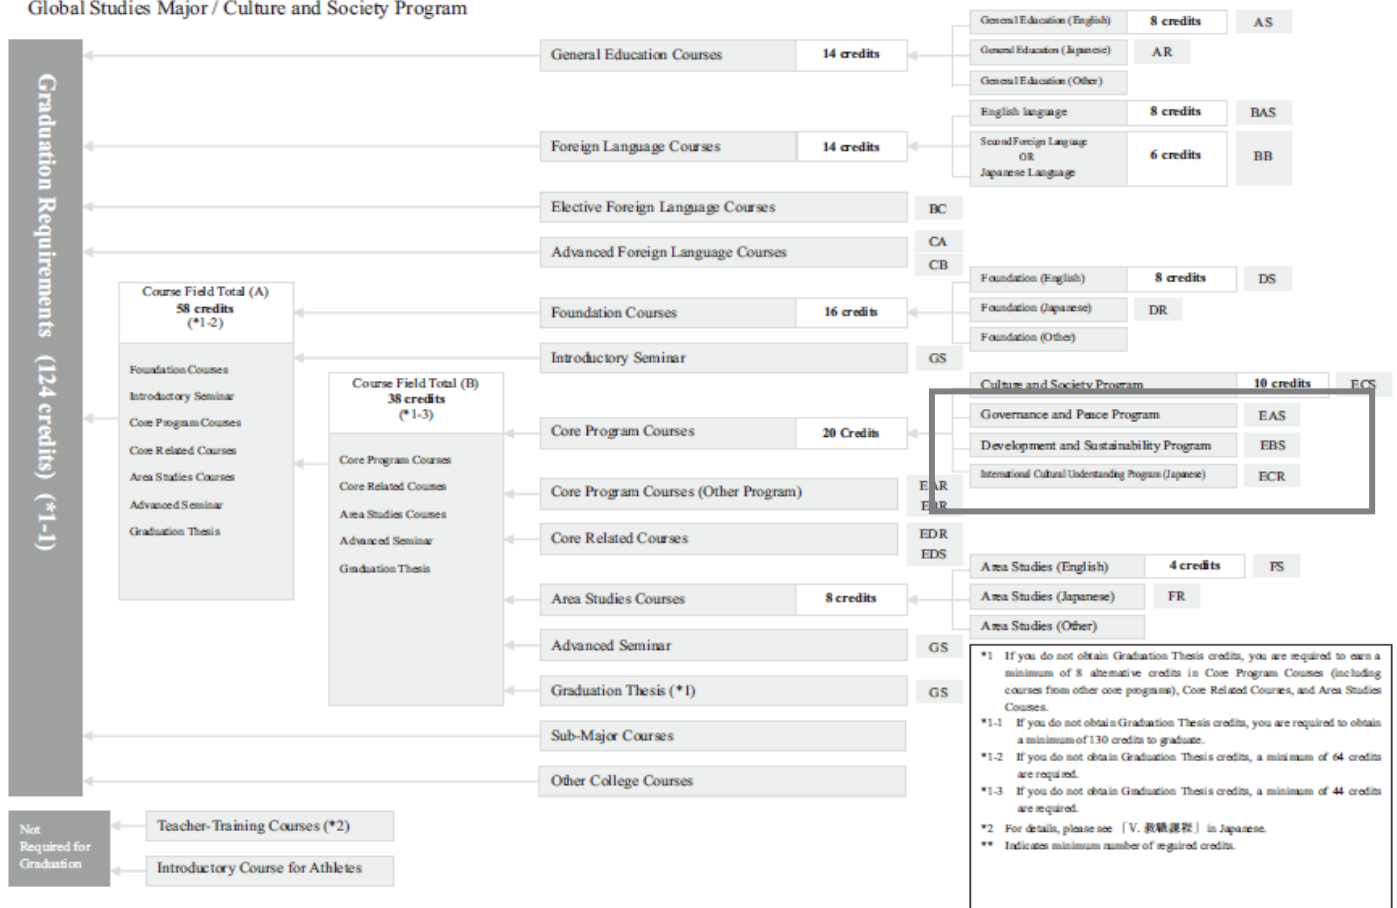 Global Studies Major / Culture and Society Program
Graduation Requirements (124 credits) (*1-1)
General Education Courses 14 credits
General Education (English) 8 credits AS
General Education (Japanese) AR
General Education (Other)
Foreign Language Courses 14 credits
English language 8 credits BAS
Second Foreign Language
OR
Japanese Language
6 credits BB
Elective Foreign Language Courses BC
Advanced Foreign Language Courses CA
CB
Course Field Total (A)
58 credits
(*1-2)
Foundation Courses
Introductory Seminar
Core Program Courses
Core Related Courses
Area Studies Courses
Advanced Seminar
Graduation Thesis
Foundation Courses 16 credits
Foundation (English) 8 credits DS
Foundation (Japanese) DR
Foundation (Other)
Introductory Seminar GS
Course Field Total (B)
38 credits
(*1-3)
Core Program Courses
Core Related Courses
Area Studies Courses
Advanced Seminar
Graduation Thesis
Core Program Courses 20 Credits
Culture and Society Program 10 credits ECS
Governance and Peace Program EAS
Development and Sustainability Program EBS
International Cultural Understanding Program (Japanese) ECR
Core Program Courses (Other Program) EAR
EBR
Core Related Courses EDR
EDS
Area Studies Courses 8 credits
Area Studies (English) 4 credits FS
Area Studies (Japanese) FR
Area Studies (Other)
Advanced Seminar GS
Graduation Thesis (*1) GS
Sub-Major Courses
Other College Courses
Not
Required for
Graduation
Teacher-Training Courses (*2)
Introductory Course for Athletes
*1 If you do not obtain Graduation Thesis credits, you are required to earn a
minimum of 8 alternative credits in Core Program Courses (including
courses from other core programs), Core Related Courses, and Area Studies
Courses.
*1-1 If you do not obtain Graduation Thesis credits, you are required to obtain
a minimum of 130 credits to graduate.
*1-2 If you do not obtain Graduation Thesis credits, a minimum of 64 credits
are required.
*1-3 If you do not obtain Graduation Thesis credits, a minimum of 44 credits
are required.
*2 For details, please see 「V. 教職課程」 in Japanese.
** Indicates minimum number of reguired credits.